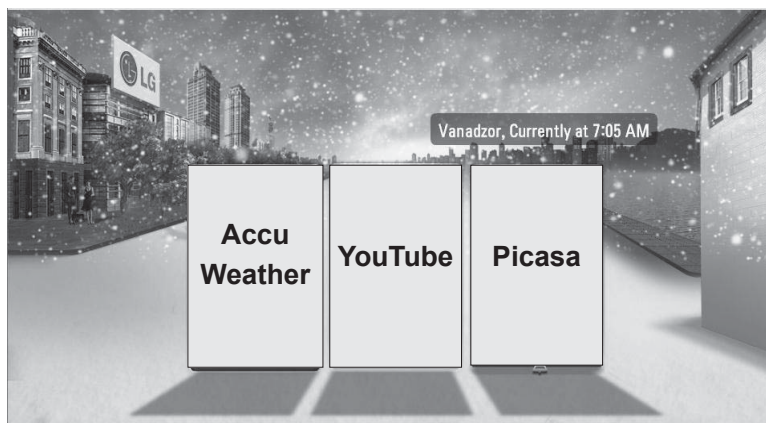 LG
Vanadzor, Currently at 7:05 AM
Accu
Weather
YouTube
Picasa